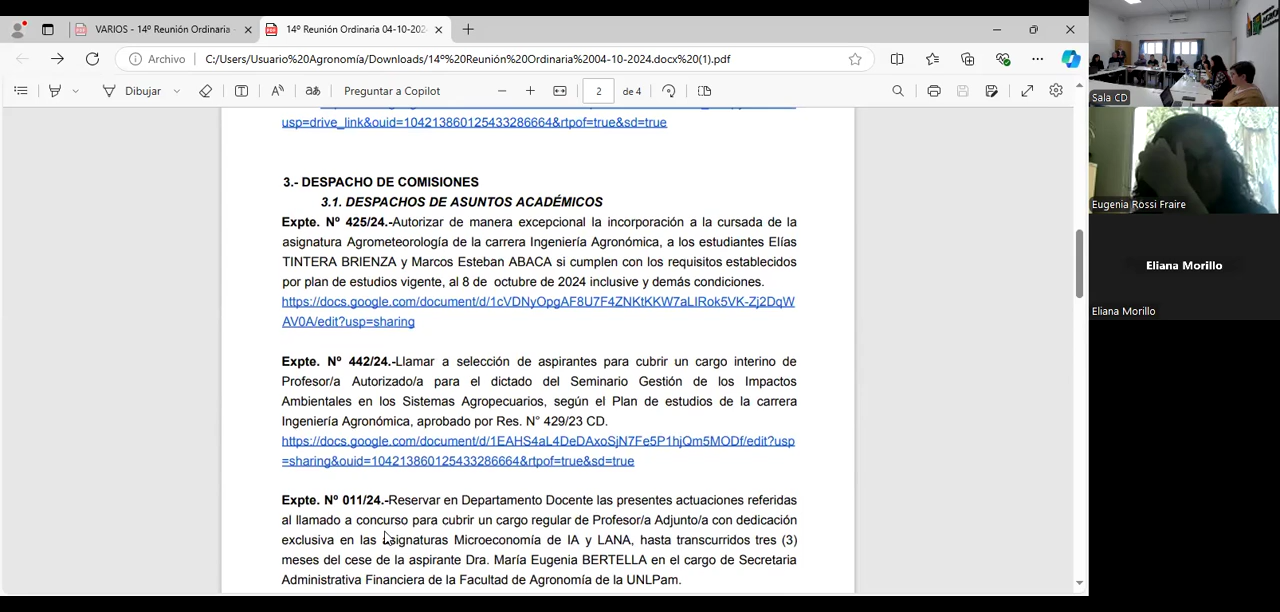 VARIOS - 14º Reunión Ordinaria
14º Reunión Ordinaria 04-10-202
Archivo
C:/Users/Usuario%20Agronomía/Downloads/14º%20Reunión%20Ordinaria%2004-10-2024.docx%20(1).pdf
Dibujar
Preguntar a Copilot
2
de 4
usp=drive_link&ouid=104213860125433286664&rtpof=true&sd=true
3.- DESPACHO DE COMISIONES
3.1. DESPACHOS DE ASUNTOS ACADÉMICOS
Expte. Nº 425/24.-Autorizar de manera excepcional la incorporación a la cursada de la
asignatura Agrometeorología de la carrera Ingeniería Agronómica, a los estudiantes Elías
TINTERA BRIENZA y Marcos Esteban ABACA si cumplen con los requisitos establecidos
por plan de estudios vigente, al 8 de octubre de 2024 inclusive y demás condiciones.
https://docs.google.com/document/d/1cVDNyOpgAF8U7F4ZNKtKKW7aLIRok5VK-Zj2DqW
AV0A/edit?usp=sharing
Expte. Nº 442/24.-Llamar a selección de aspirantes para cubrir un cargo interino de
Profesor/a Autorizado/a para el dictado del Seminario Gestión de los Impactos
Ambientales en los Sistemas Agropecuarios, según el Plan de estudios de la carrera
Ingeniería Agronómica, aprobado por Res. N° 429/23 CD.
https://docs.google.com/document/d/1EAHS4aL4DeDAxoSjN7Fe5P1hjQm5MODf/edit?usp
=sharing&ouid=104213860125433286664&rtpof=true&sd=true
Expte. Nº 011/24.-Reservar en Departamento Docente las presentes actuaciones referidas
al llamado a concurso para cubrir un cargo regular de Profesor/a Adjunto/a con dedicación
exclusiva en las asignaturas Microeconomía de IA y LANA, hasta transcurridos tres (3)
meses del cese de la aspirante Dra. María Eugenia BERTELLA en el cargo de Secretaria
Administrativa Financiera de la Facultad de Agronomía de la UNLPam.
Sala CD
Eugenia Rossi Fraire
Eliana Morillo
Eliana Morillo